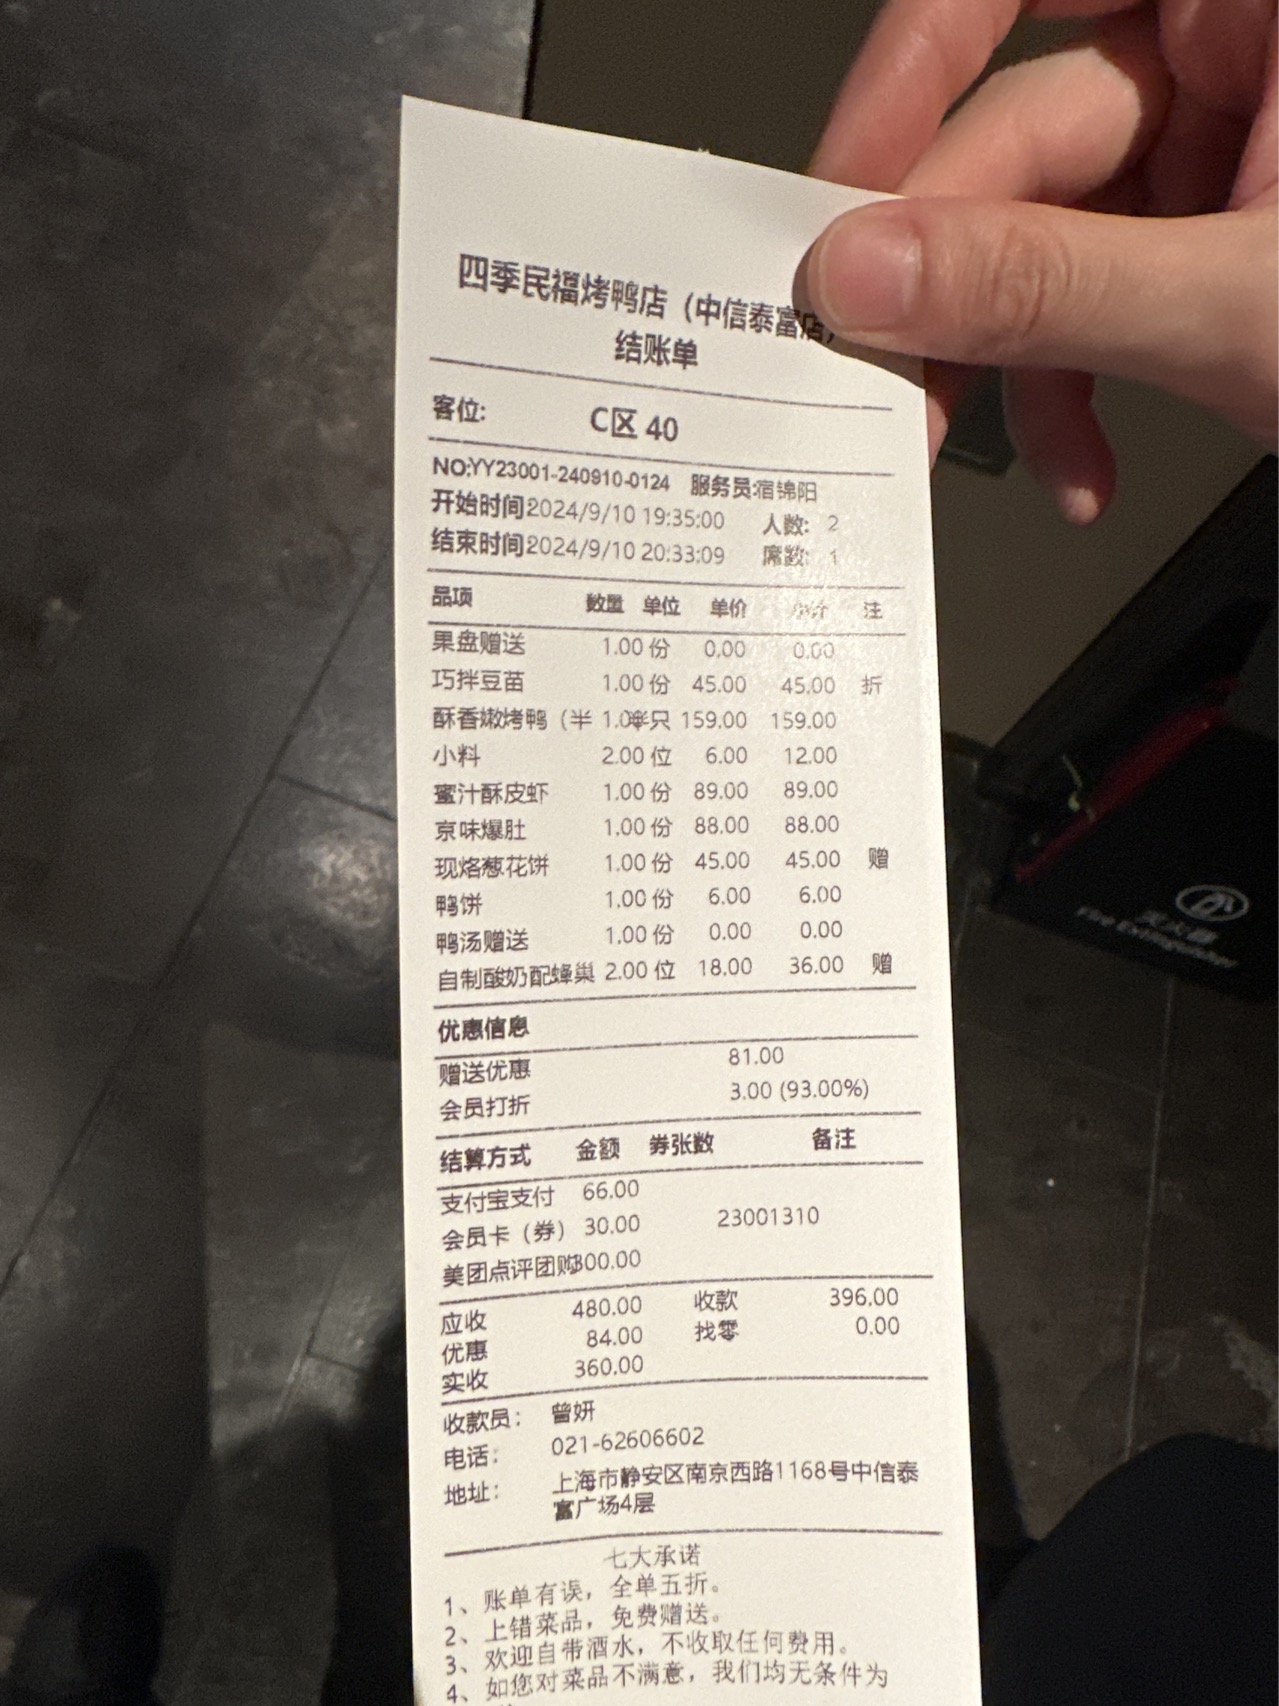 四季民福烤鸭店（中信泰富店）
结账单
客位: C区 40
NO:YY23001-240910-0124 服务员:宿锦阳
开始时间2024/9/10 19:35:00 人数: 2
结束时间2024/9/10 20:33:09 席数: 1
品项 数量 单位 单价 小计 注
果盘赠送 1.00 份 0.00 0.00
巧拌豆苗 1.00 份 45.00 45.00 折
酥香嫩烤鸭（半 1.00半只 159.00 159.00
小料 2.00 位 6.00 12.00
蜜汁酥皮虾 1.00 份 89.00 89.00
京味爆肚 1.00 份 88.00 88.00
现烙葱花饼 1.00 份 45.00 45.00 赠
鸭饼 1.00 份 6.00 6.00
鸭汤赠送 1.00 份 0.00 0.00
自制酸奶配蜂巢 2.00 位 18.00 36.00 赠
优惠信息
赠送优惠 81.00
会员打折 3.00 (93.00%)
结算方式 金额 券张数 备注
支付宝支付 66.00
会员卡（券） 30.00 23001310
美团点评团购300.00
应收 480.00 收款 396.00
优惠 84.00 找零 0.00
实收 360.00
收款员: 曾妍
电话: 021-62606602
地址: 上海市静安区南京西路1168号中信泰
富广场4层
七大承诺
1、账单有误，全单五折。
2、上错菜品，免费赠送。
3、欢迎自带酒水，不收取任何费用。
4、如您对菜品不满意，我们均无条件为
灭火器
Fire Extinguisher